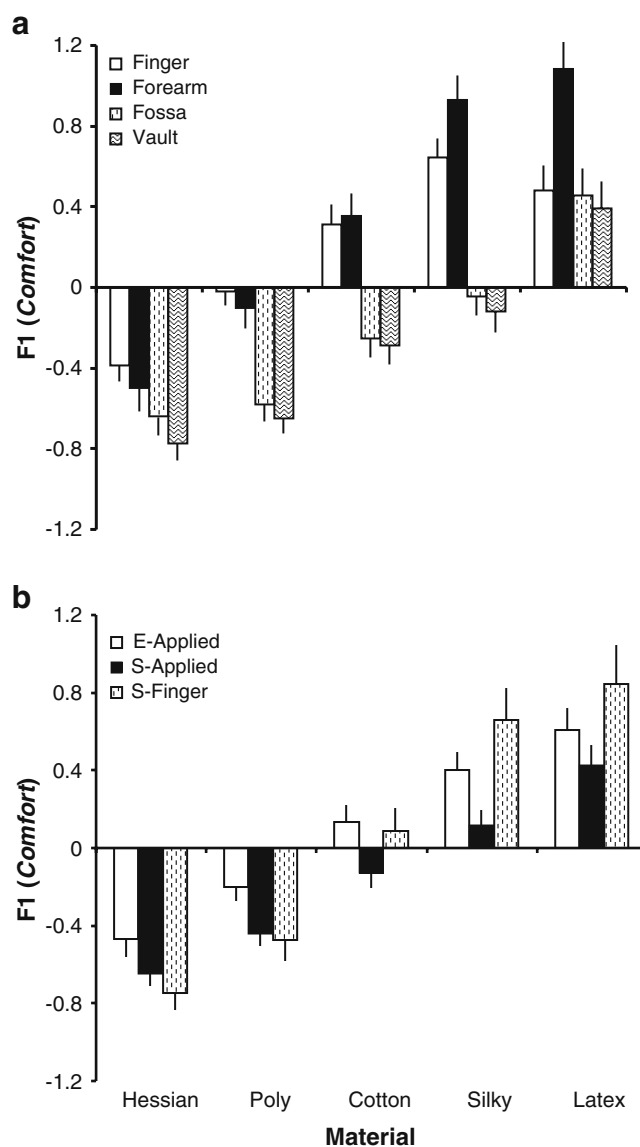 a
1.2
0.8
0.4
0
-0.4
-0.8
-1.2
F1 (Comfort)
Finger
Forearm
Fossa
Vault
b
1.2
0.8
0.4
0
-0.4
-0.8
-1.2
F1 (Comfort)
E-Applied
S-Applied
S-Finger
Hessian Poly Cotton Silky Latex
Material